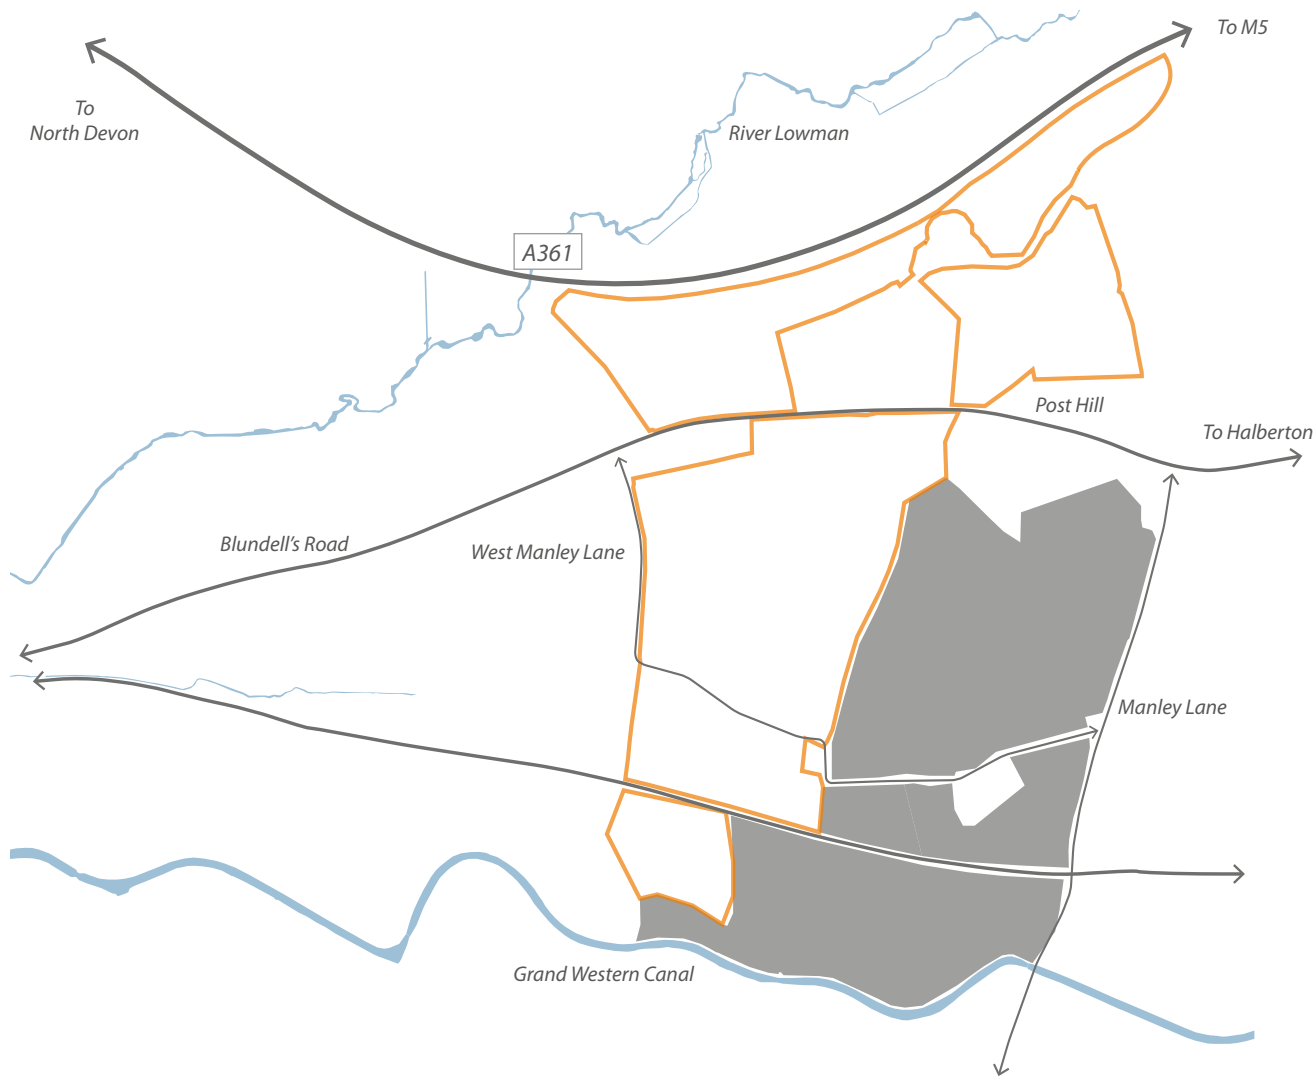 To M5
To
North Devon
River Lowman
A361
Post Hill
To Halberton
Blundell's Road
West Manley Lane
Manley Lane
Grand Western Canal